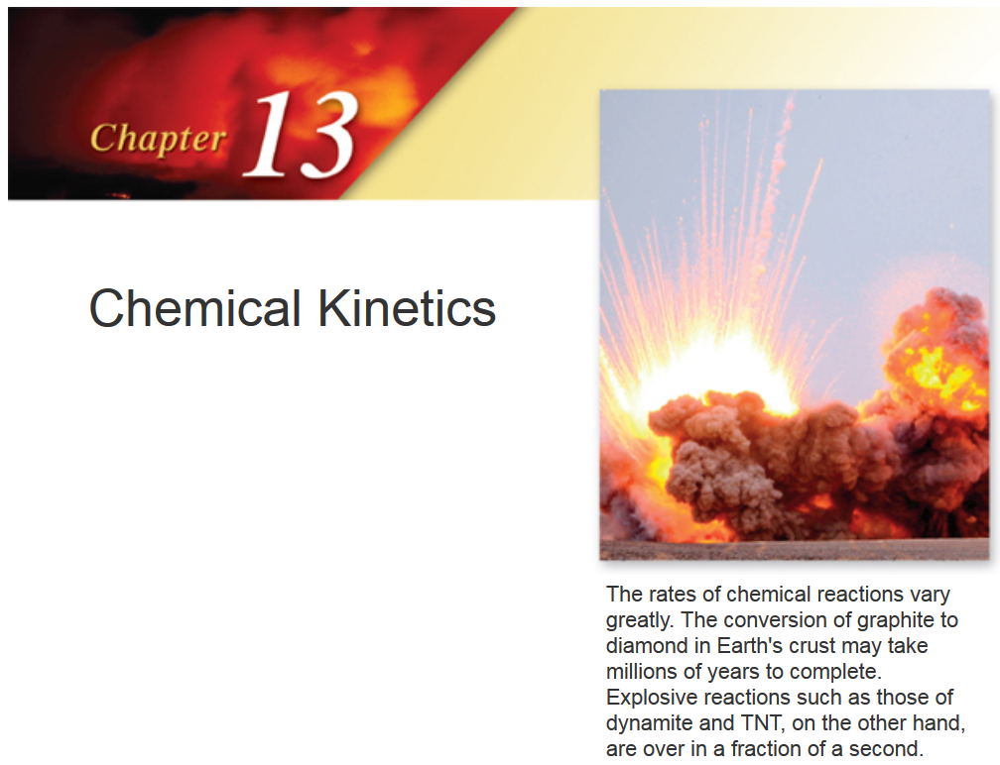 Chapter 13
Chemical Kinetics
The rates of chemical reactions vary
greatly. The conversion of graphite to
diamond in Earth's crust may take
millions of years to complete.
Explosive reactions such as those of
dynamite and TNT, on the other hand,
are over in a fraction of a second.